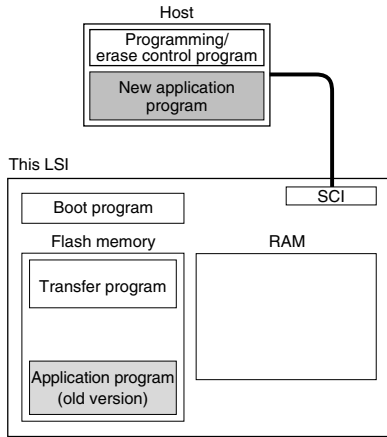 Host
Programming/
erase control program
New application
program
This LSI
SCI
Boot program
Flash memory
RAM
Transfer program
Application program
(old version)